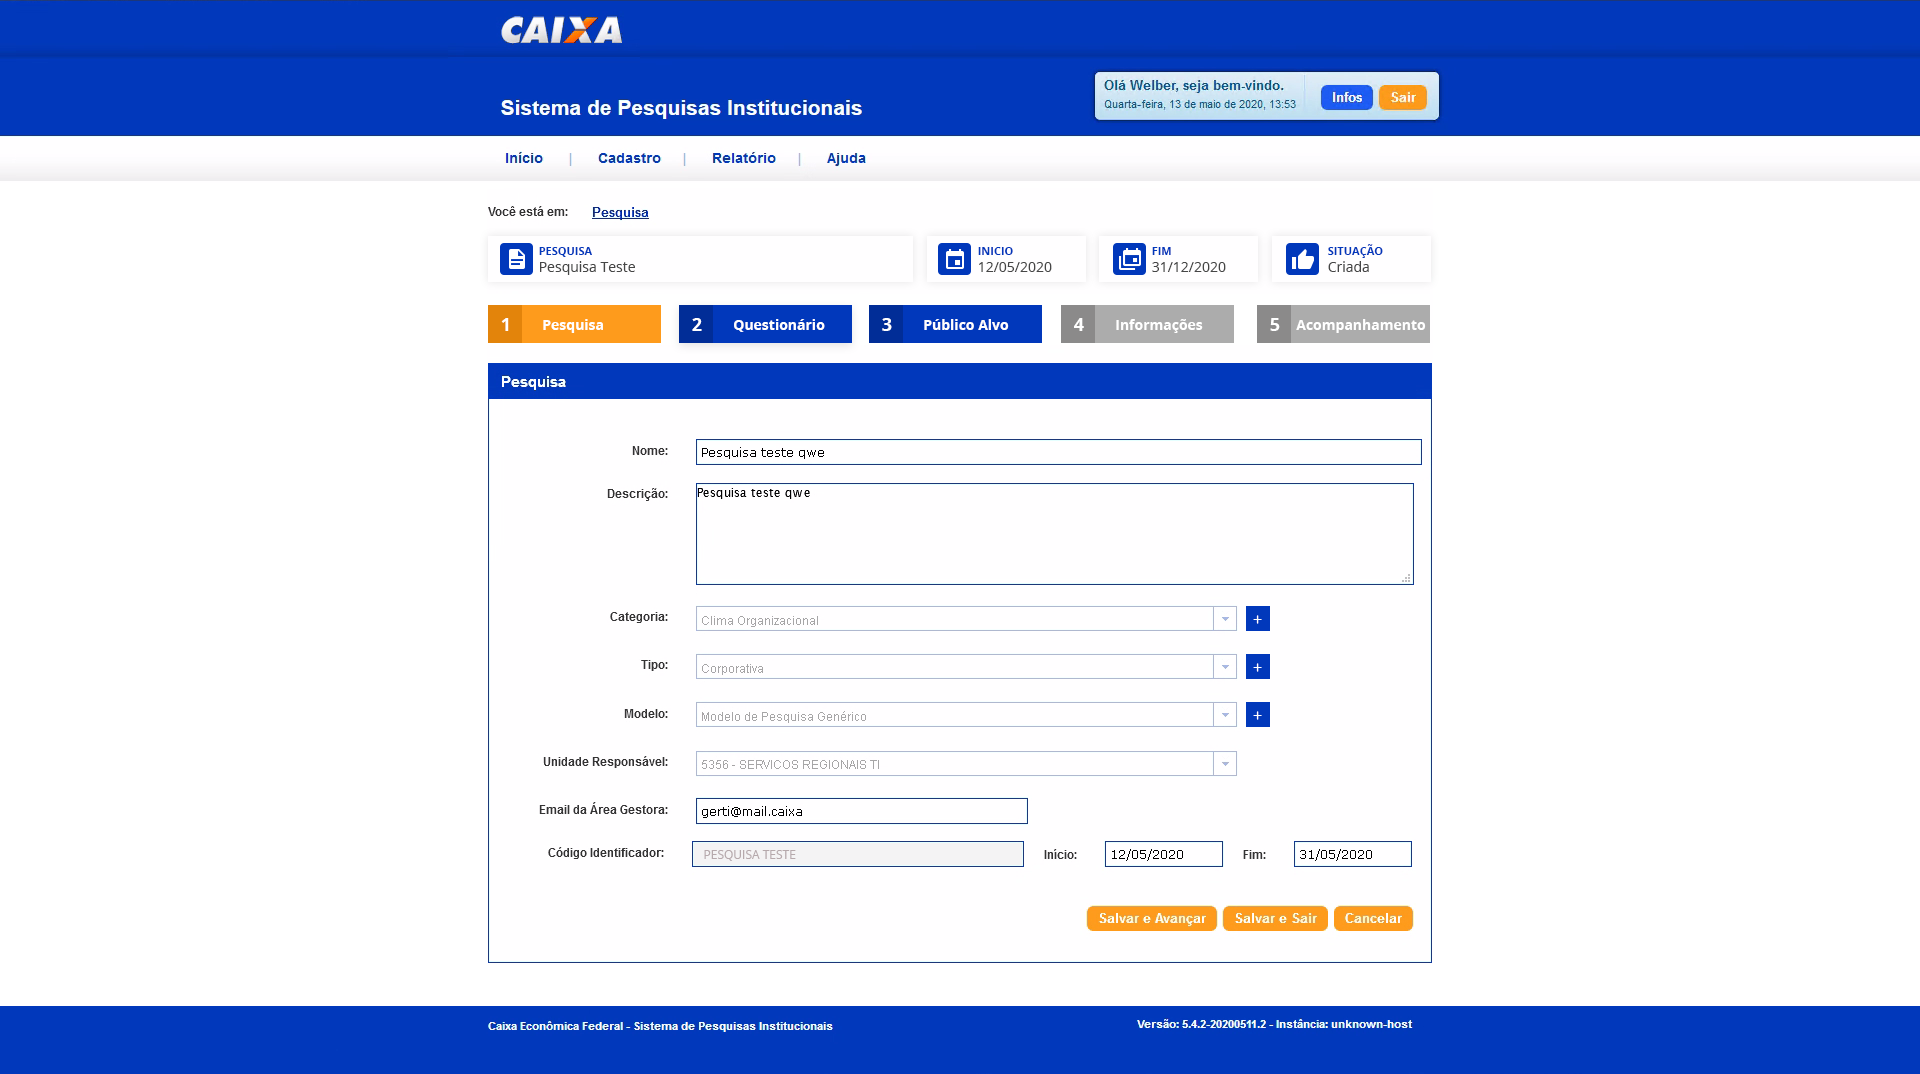 CAIXA
Sistema de Pesquisas Institucionais
Olá Welber, seja bem-vindo.
Quarta-feira, 13 de maio de 2020, 13:53
Infos
Sair
Início | Cadastro | Relatório | Ajuda
Você está em: Pesquisa
PESQUISA
Pesquisa Teste
INICIO
12/05/2020
FIM
31/12/2020
SITUAÇÃO
Criada
1 Pesquisa
2 Questionário
3 Público Alvo
4 Informações
5 Acompanhamento
Pesquisa
Nome: Pesquisa teste qwe
Descrição: Pesquisa teste qwe
Categoria: Clima Organizacional +
Tipo: Corporativa +
Modelo: Modelo de Pesquisa Genérico +
Unidade Responsável: 5356 - SERVICOS REGIONAIS TI
Email da Área Gestora: gerti@mail.caixa
Código Identificador: PESQUISA TESTE Início: 12/05/2020 Fim: 31/05/2020
Salvar e Avançar Salvar e Sair Cancelar
Caixa Econômica Federal - Sistema de Pesquisas Institucionais
Versão: 5.4.2-20200511.2 - Instância: unknown-host